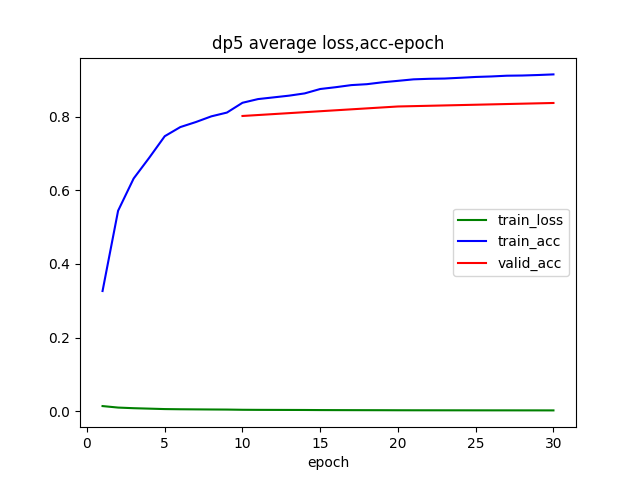 dp5 average loss,acc-epoch
0.8
0.6
0.4
0.2
0.0
train_loss
train_acc
valid_acc
0 5 10 15 20 25 30
epoch